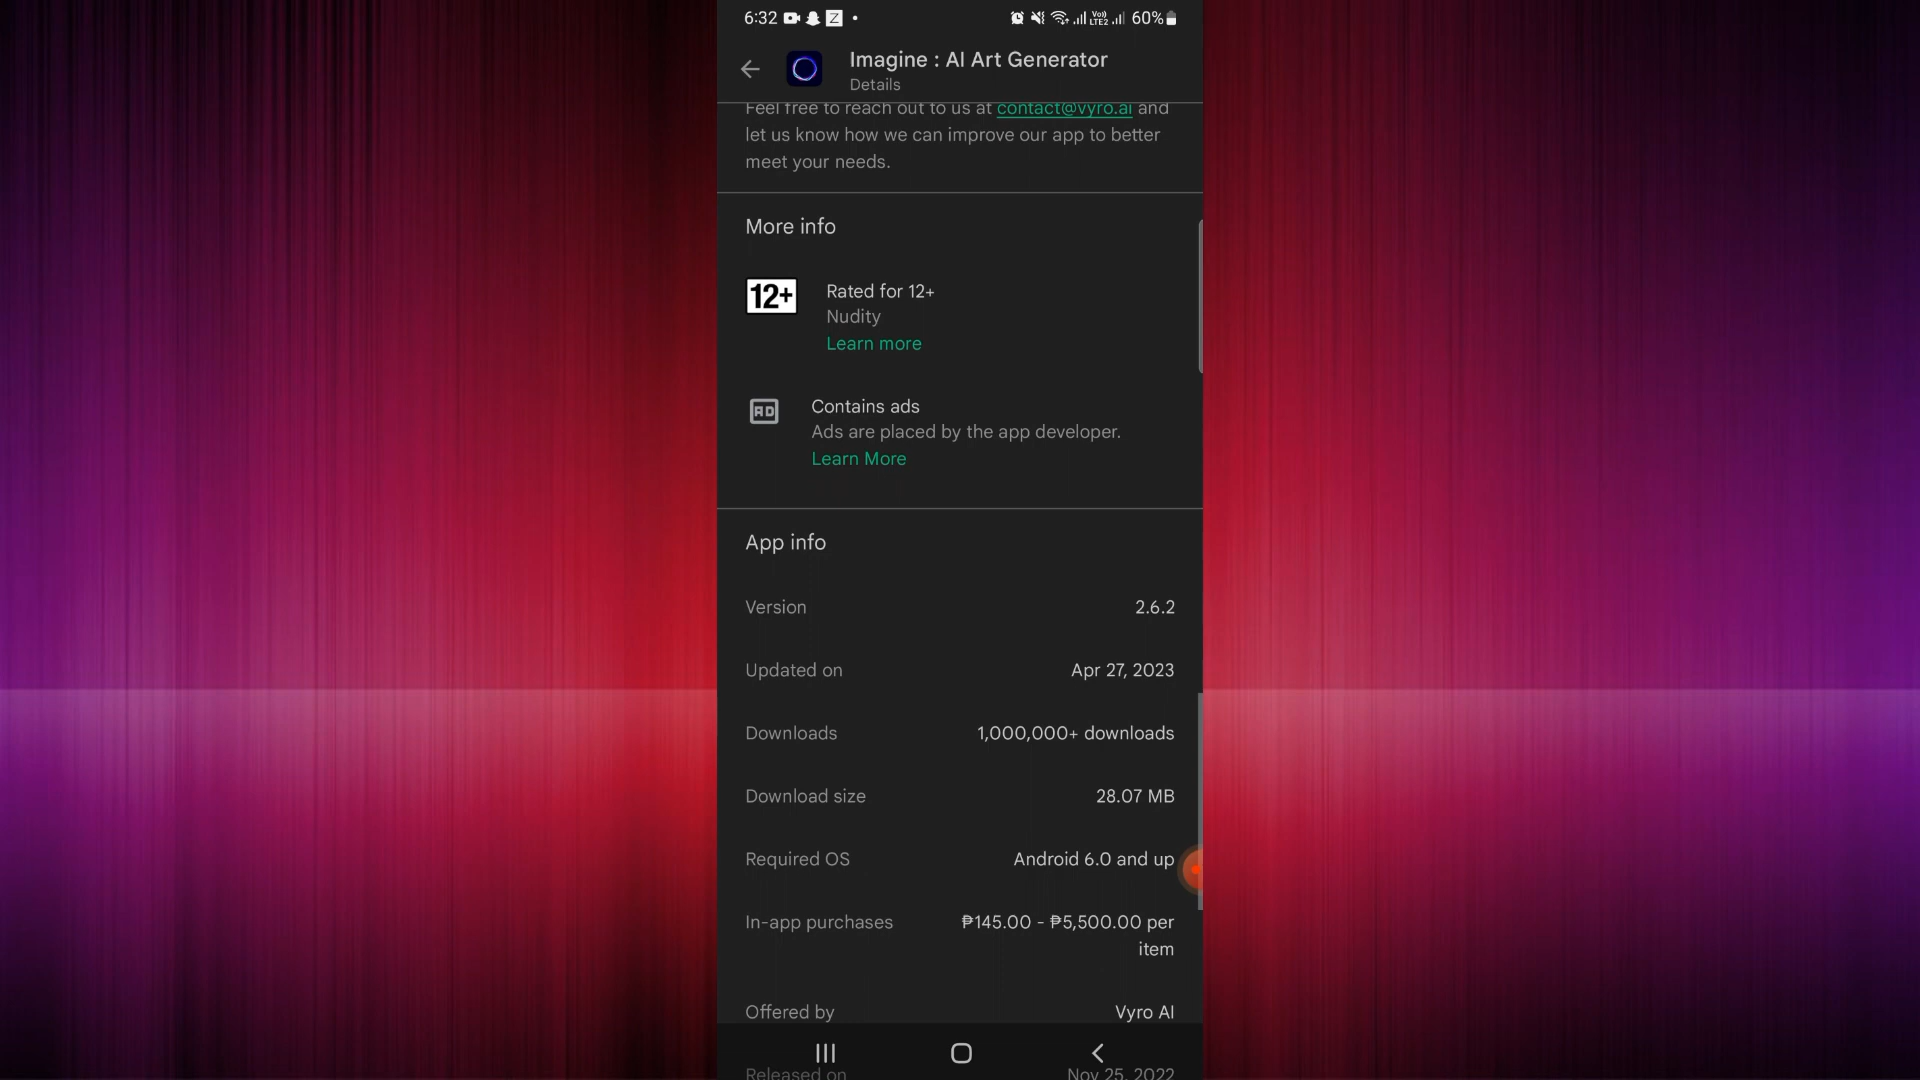 6:32 Z
Vo)) LTE2 60%
Imagine : AI Art Generator
Details
Feel free to reach out to us at contact@vyro.ai and
let us know how we can improve our app to better
meet your needs.
More info
12+
Rated for 12+
Nudity
Learn more
AD
Contains ads
Ads are placed by the app developer.
Learn More
App info
Version 2.6.2
Updated on Apr 27, 2023
Downloads 1,000,000+ downloads
Download size 28.07 MB
Required OS Android 6.0 and up
In-app purchases ₱145.00 - ₱5,500.00 per
item
Offered by Vyro AI
Released on Nov 25, 2022